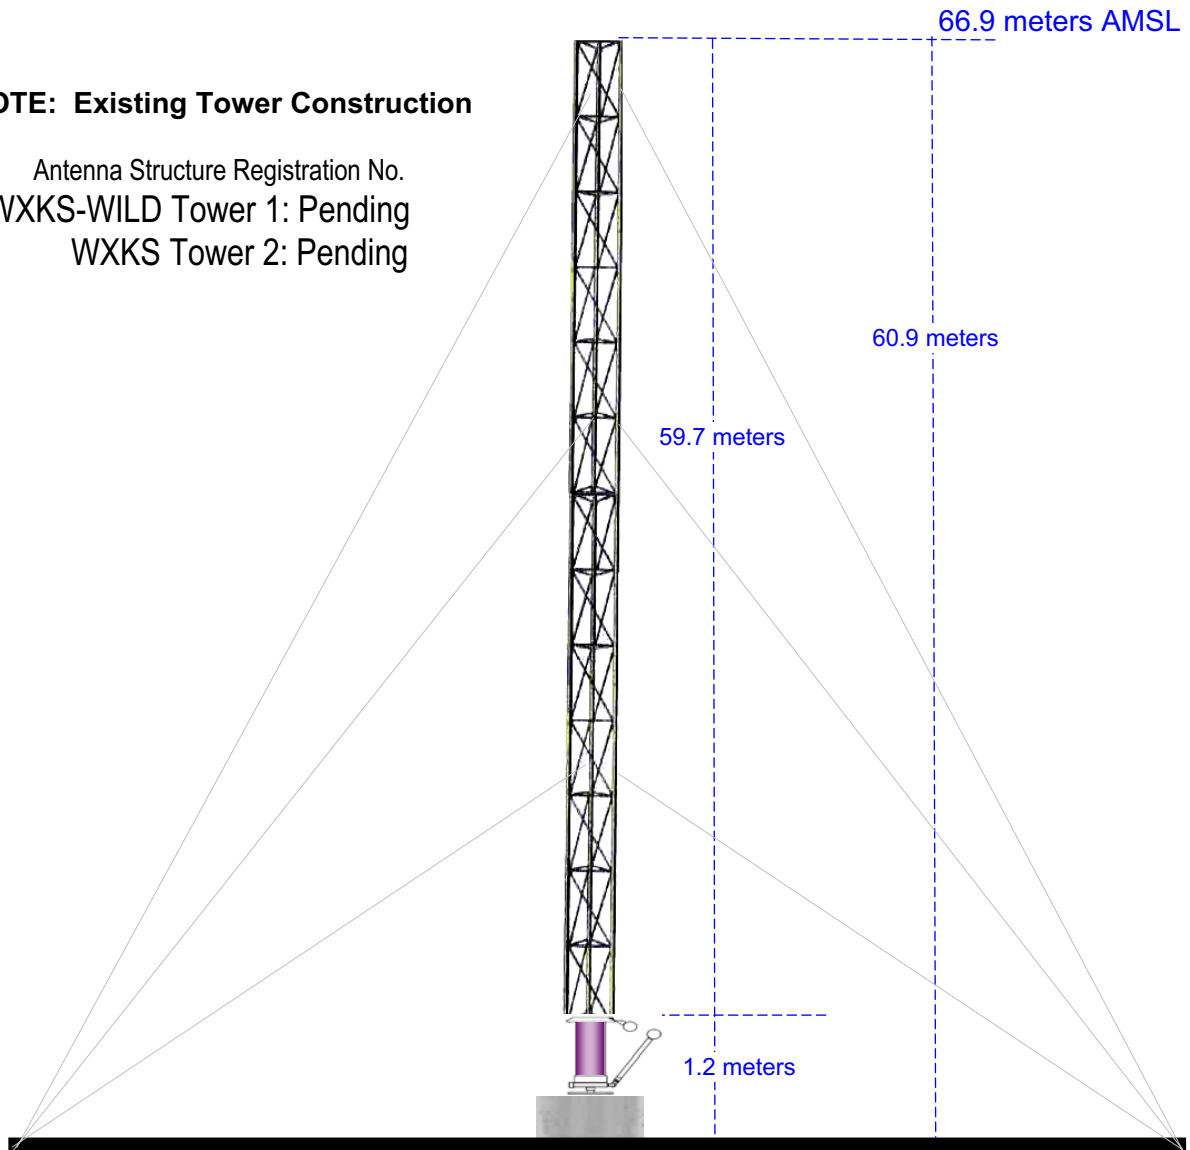 66.9 meters AMSL
OTE: Existing Tower Construction
Antenna Structure Registration No.
WXKS-WILD Tower 1: Pending
WXKS Tower 2: Pending
60.9 meters
59.7 meters
1.2 meters